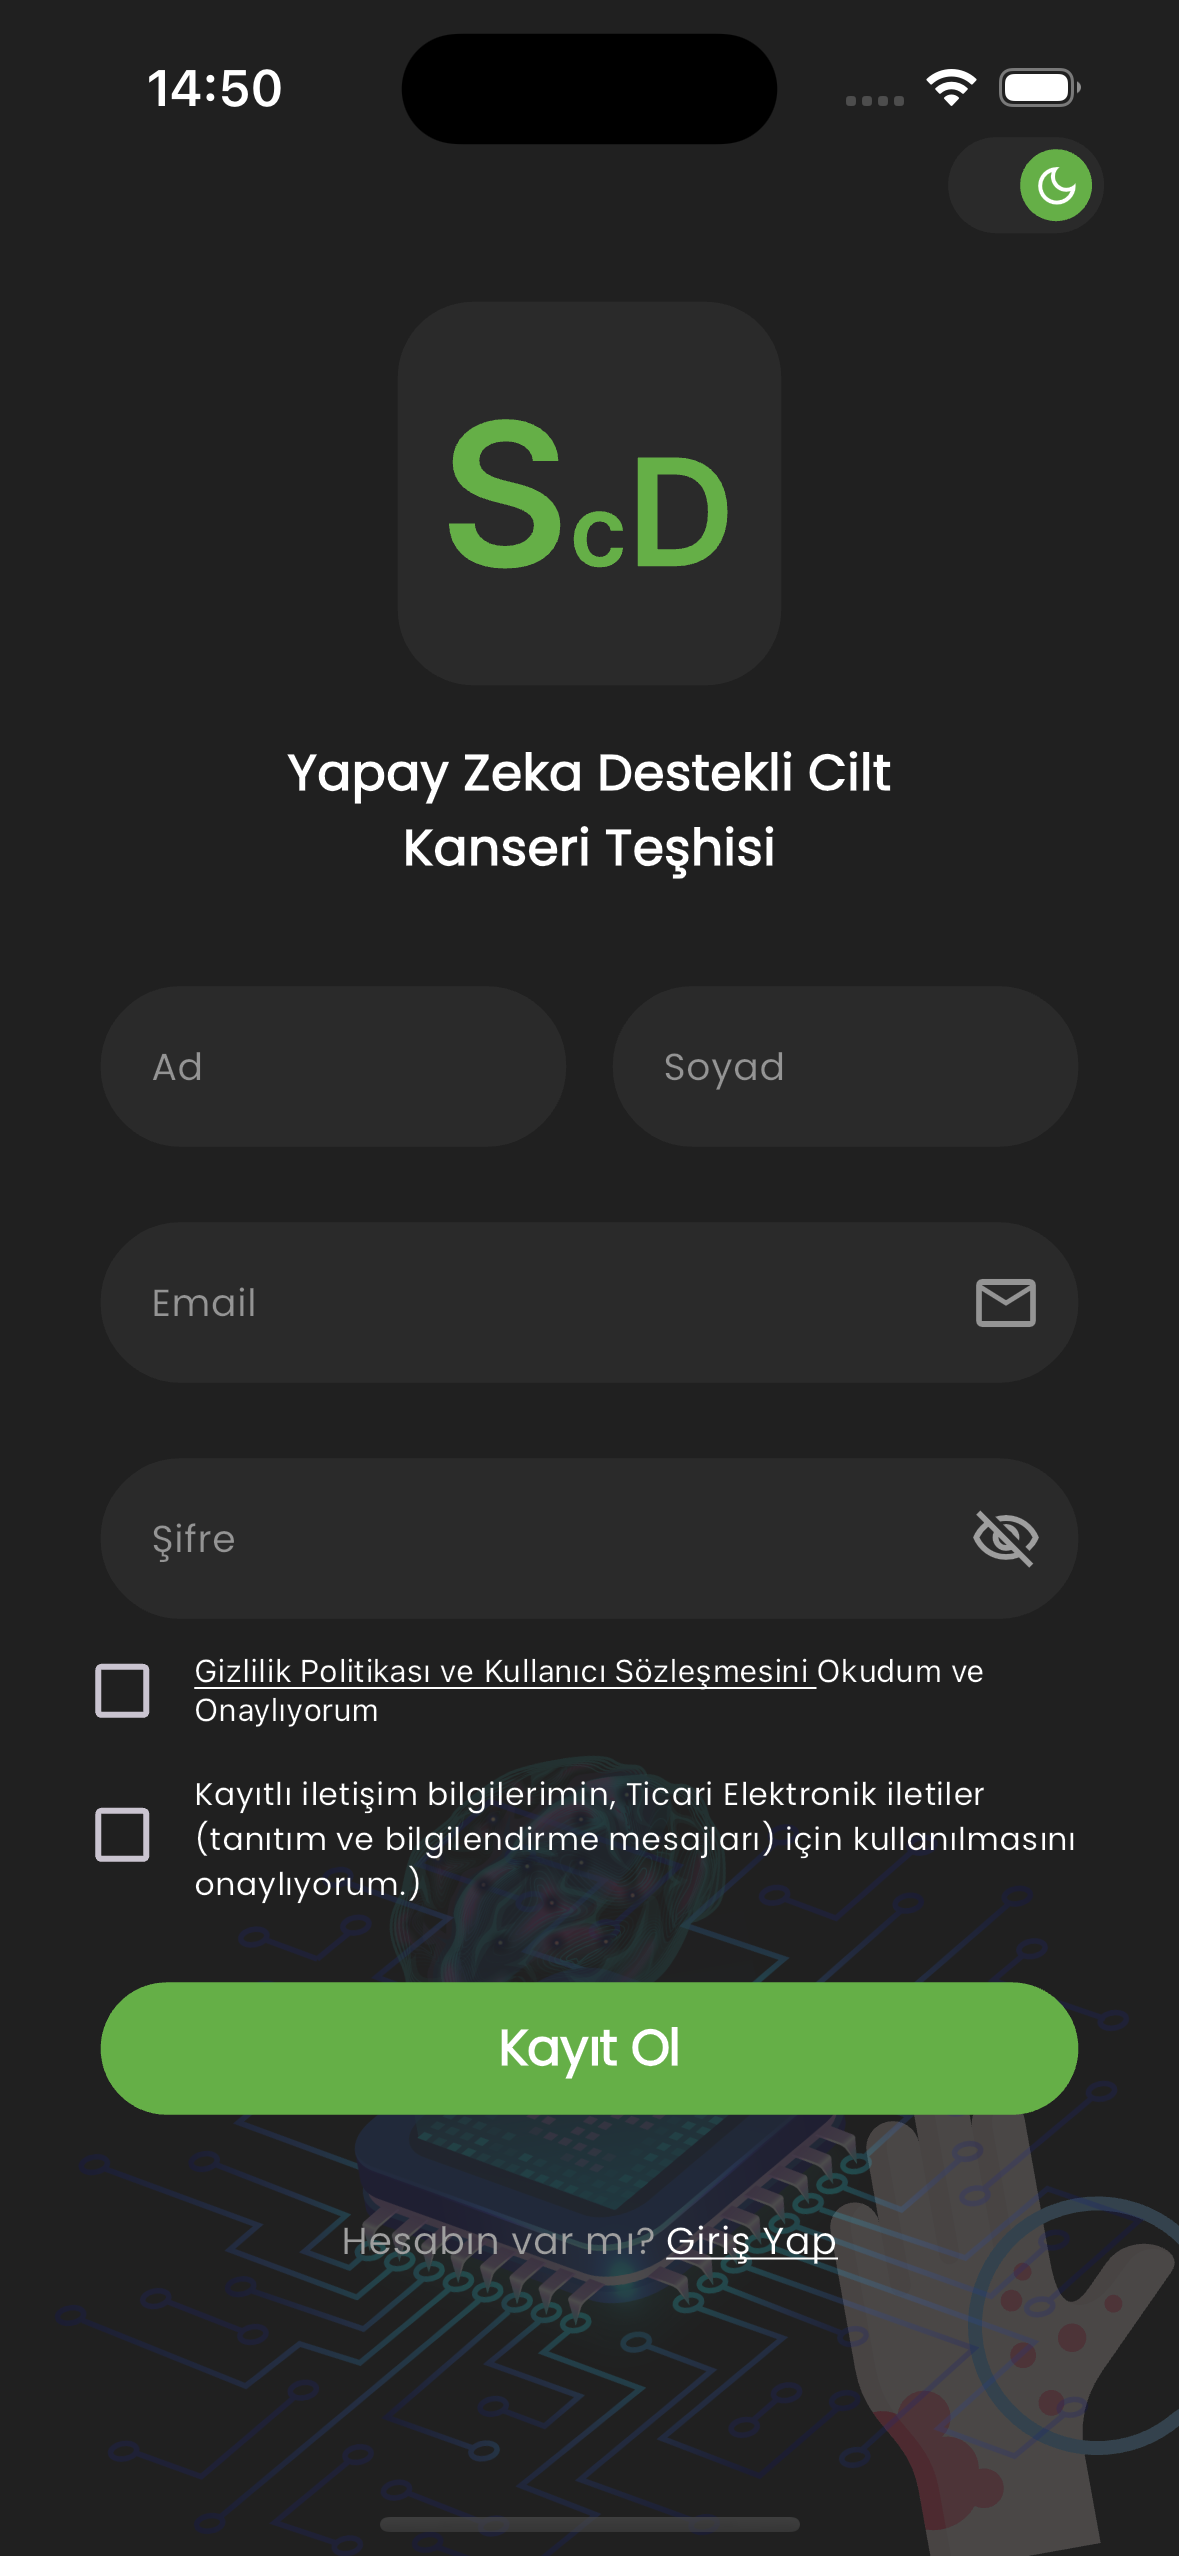 14:50
ScD
Yapay Zeka Destekli Cilt
Kanseri Teşhisi
Ad
Soyad
Email
Şifre
Gizlilik Politikası ve Kullanıcı Sözleşmesini Okudum ve
Onaylıyorum
Kayıtlı iletişim bilgilerimin, Ticari Elektronik iletiler
(tanıtım ve bilgilendirme mesajları) için kullanılmasını
onaylıyorum.)
Kayıt Ol
Hesabın var mı? Giriş Yap